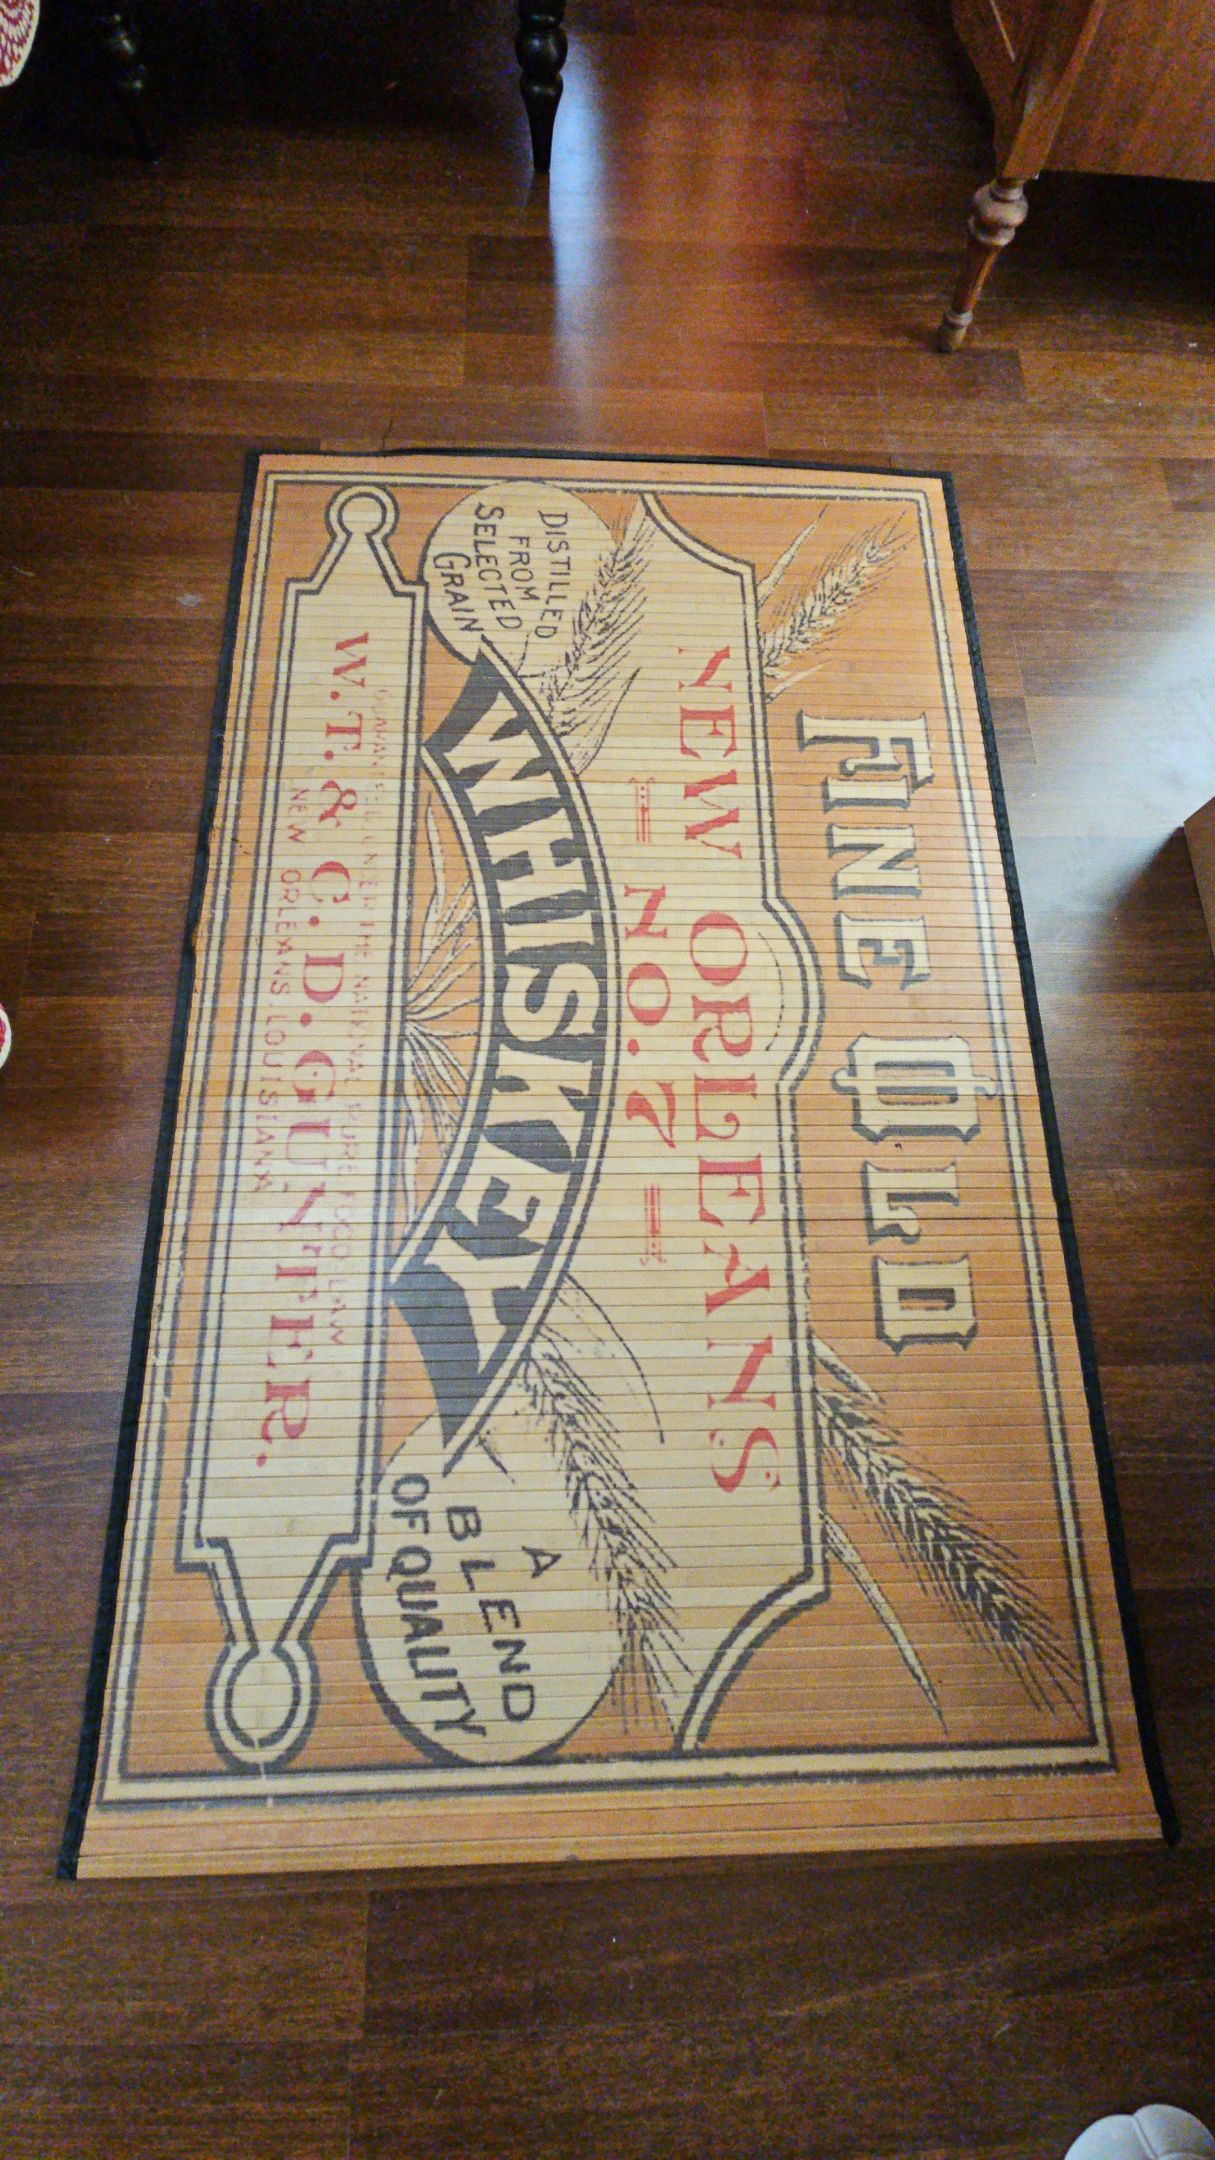 FINE OLD
NEW ORLEANS
NO. 7
WHISKEY
DISTILLED
FROM
SELECTED
GRAIN
A
BLEND
OF QUALITY
GUARANTEED UNDER THE NATIONAL PURE FOOD LAW
W. T. & C. D. GUNTER.
NEW ORLEANS, LOUISIANA